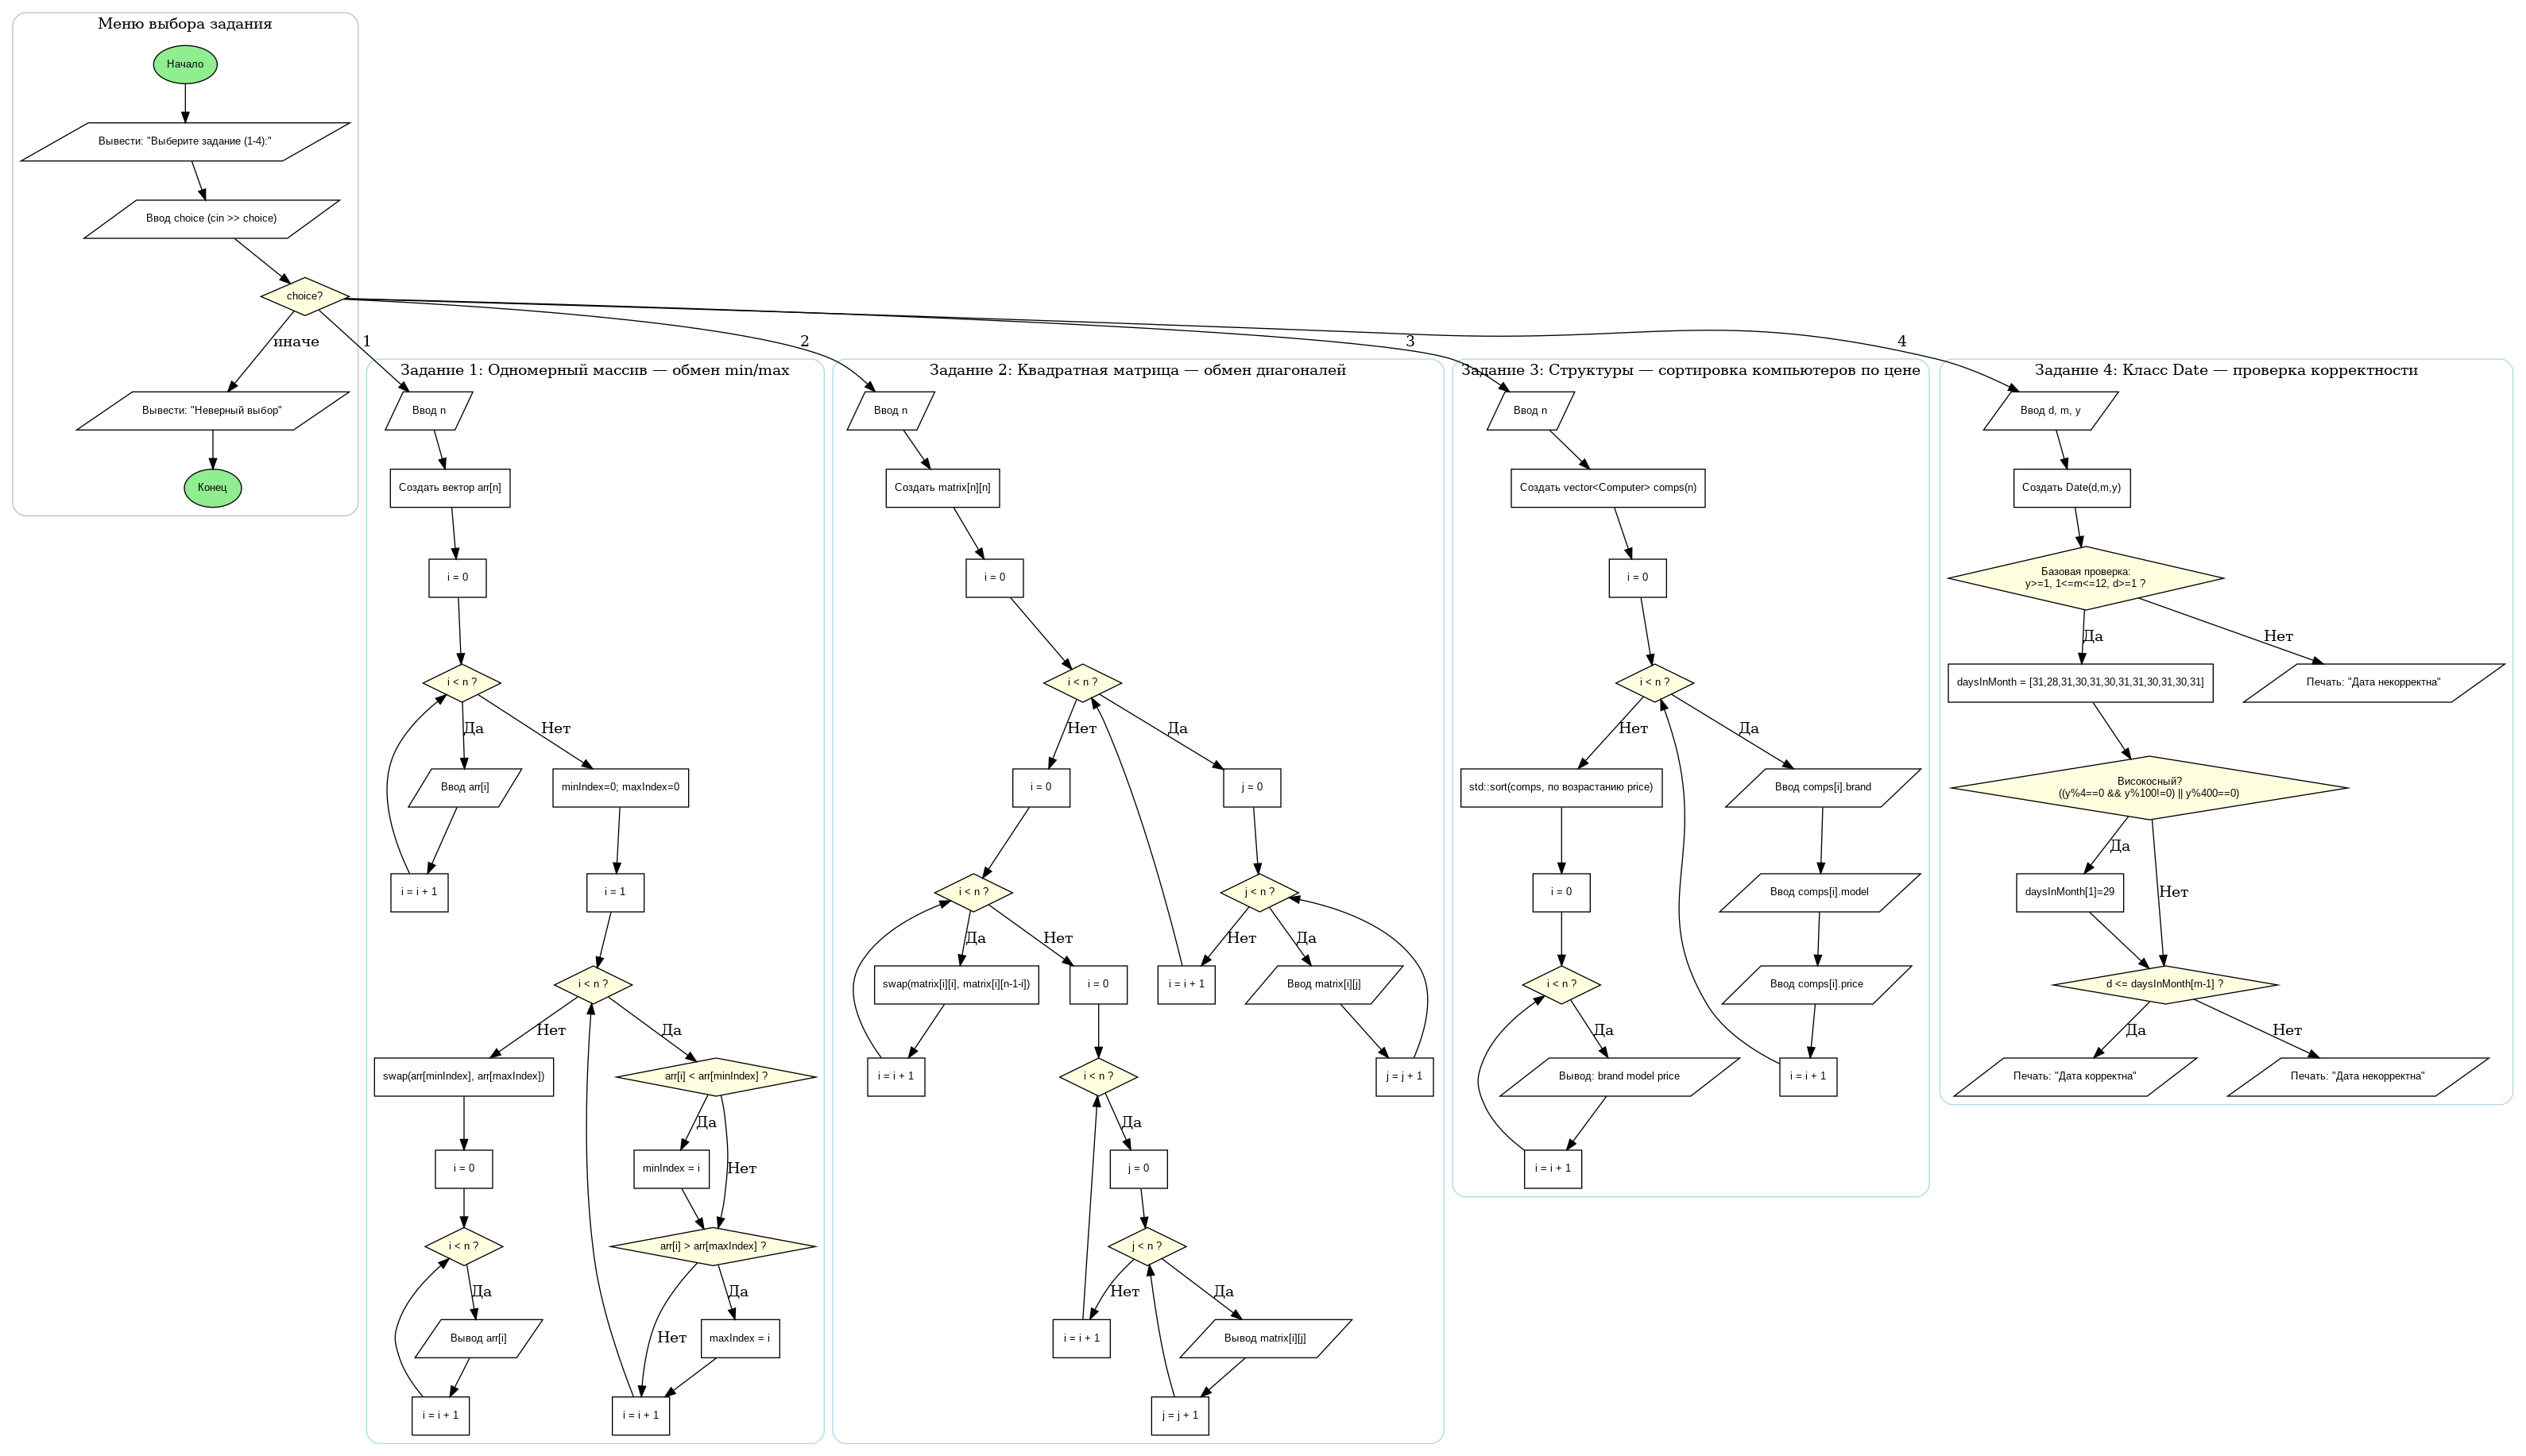 Меню выбора задания
Начало
Вывести: "Выберите задание (1-4):"
Ввод choice (cin >> choice)
choice?
иначе
1
2
3
4
Вывести: "Неверный выбор"
Конец
Задание 1: Одномерный массив — обмен min/max
Ввод n
Создать вектор arr[n]
i = 0
i < n ?
Да
Нет
Ввод arr[i]
minIndex=0; maxIndex=0
i = i + 1
i = 1
i < n ?
Нет
Да
swap(arr[minIndex], arr[maxIndex])
arr[i] < arr[minIndex] ?
Да
Нет
i = 0
minIndex = i
i < n ?
arr[i] > arr[maxIndex] ?
Да
Нет
Да
Вывод arr[i]
maxIndex = i
i = i + 1
i = i + 1
Задание 2: Квадратная матрица — обмен диагоналей
Ввод n
Создать matrix[n][n]
i = 0
i < n ?
Нет
Да
i = 0
j = 0
i < n ?
j < n ?
Да
Нет
Нет
Да
swap(matrix[i][i], matrix[i][n-1-i])
i = 0
i = i + 1
Ввод matrix[i][j]
i = i + 1
i < n ?
j = j + 1
Да
j = 0
j < n ?
Нет
Да
i = i + 1
Вывод matrix[i][j]
j = j + 1
Задание 3: Структуры — сортировка компьютеров по цене
Ввод n
Создать vector<Computer> comps(n)
i = 0
i < n ?
Нет
Да
std::sort(comps, по возрастанию price)
Ввод comps[i].brand
i = 0
Ввод comps[i].model
i < n ?
Ввод comps[i].price
Да
Вывод: brand model price
i = i + 1
i = i + 1
Задание 4: Класс Date — проверка корректности
Ввод d, m, y
Создать Date(d,m,y)
Базовая проверка:
y>=1, 1<=m<=12, d>=1 ?
Да
Нет
daysInMonth = [31,28,31,30,31,30,31,31,30,31,30,31]
Печать: "Дата некорректна"
Високосный?
((y%4==0 && y%100!=0) || y%400==0)
Да
Нет
daysInMonth[1]=29
d <= daysInMonth[m-1] ?
Да
Нет
Печать: "Дата корректна"
Печать: "Дата некорректна"